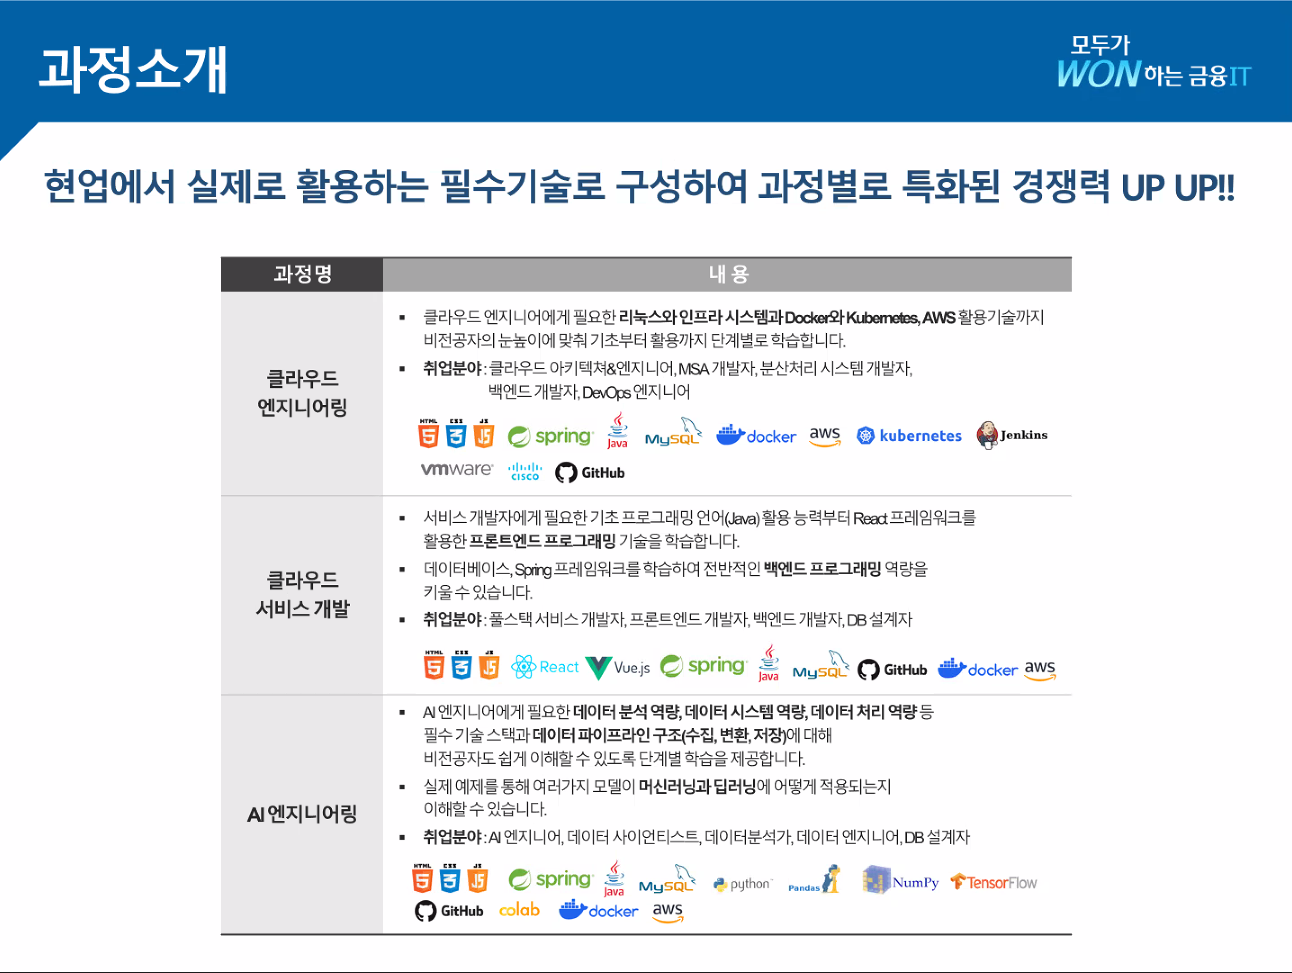 과정소개
모두가
WON하는 금융IT
현업에서 실제로 활용하는 필수기술로 구성하여 과정별로 특화된 경쟁력 UP UP!!
과정명
내 용
클라우드
엔지니어링
▪ 클라우드 엔지니어에게 필요한 리눅스와 인프라 시스템과 Docker와 Kubernetes, AWS 활용기술까지
비전공자의 눈높이에 맞춰 기초부터 활용까지 단계별로 학습합니다.
▪ 취업분야 : 클라우드 아키텍쳐&엔지니어, MSA 개발자, 분산처리 시스템 개발자,
백엔드 개발자, DevOps 엔지니어
HTML 5 CSS 3 JS JS spring Java MySQL docker aws kubernetes Jenkins
vmware CISCO GitHub
클라우드
서비스 개발
▪ 서비스 개발자에게 필요한 기초 프로그래밍 언어(Java) 활용 능력부터 React 프레임워크를
활용한 프론트엔드 프로그래밍 기술을 학습합니다.
▪ 데이터베이스, Spring 프레임워크를 학습하여 전반적인 백엔드 프로그래밍 역량을
키울 수 있습니다.
▪ 취업분야 : 풀스택 서비스 개발자, 프론트엔드 개발자, 백엔드 개발자, DB 설계자
HTML 5 CSS 3 JS JS React Vue.js spring Java MySQL GitHub docker aws
AI 엔지니어링
▪ AI 엔지니어에게 필요한 데이터 분석 역량, 데이터 시스템 역량, 데이터 처리 역량 등
필수 기술 스택과 데이터 파이프라인 구조(수집, 변환, 저장)에 대해
비전공자도 쉽게 이해할 수 있도록 단계별 학습을 제공합니다.
▪ 실제 예제를 통해 여러가지 모델이 머신러닝과 딥러닝에 어떻게 적용되는지
이해할 수 있습니다.
▪ 취업분야 : AI 엔지니어, 데이터 사이언티스트, 데이터분석가, 데이터 엔지니어, DB 설계자
HTML 5 CSS 3 JS JS spring Java MySQL python Pandas NumPy TensorFlow
GitHub colab docker aws